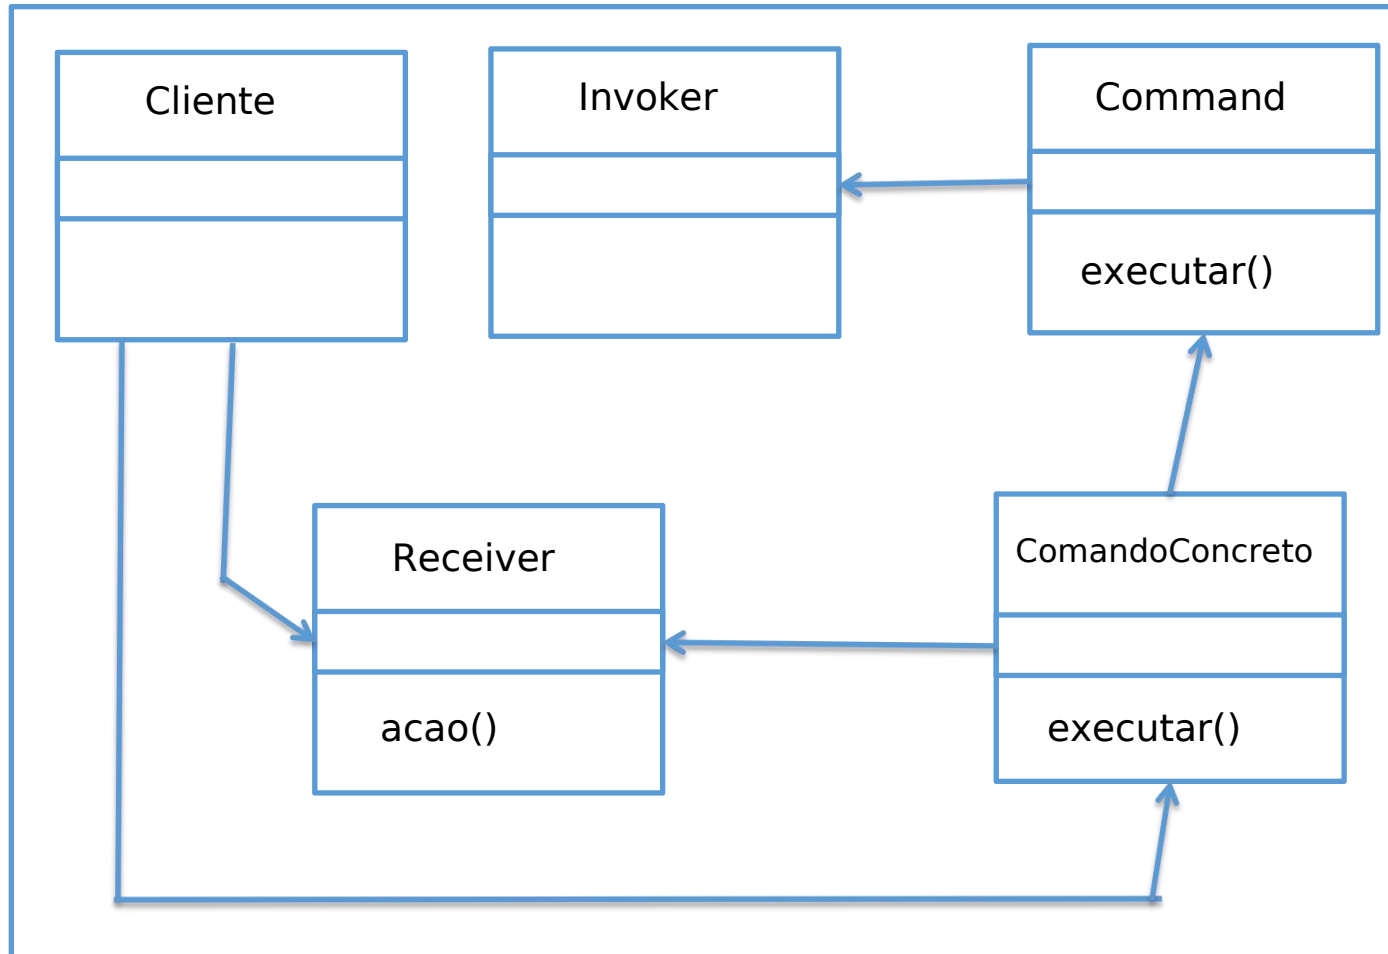 Cliente
Invoker
Command
executar()
Receiver
acao()
ComandoConcreto
executar()